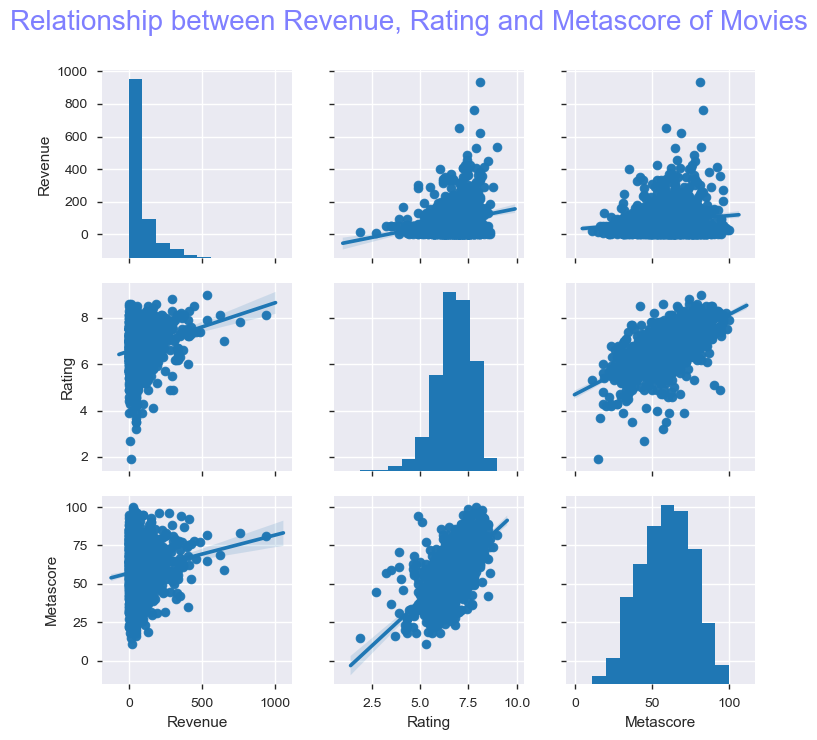 Relationship between Revenue, Rating and Metascore of Movies
1000
800
600
400
200
0
Revenue
8
6
4
2
Rating
100
75
50
25
0
Metascore
0 500 1000
2.5 5.0 7.5 10.0
0 50 100
Revenue
Rating
Metascore